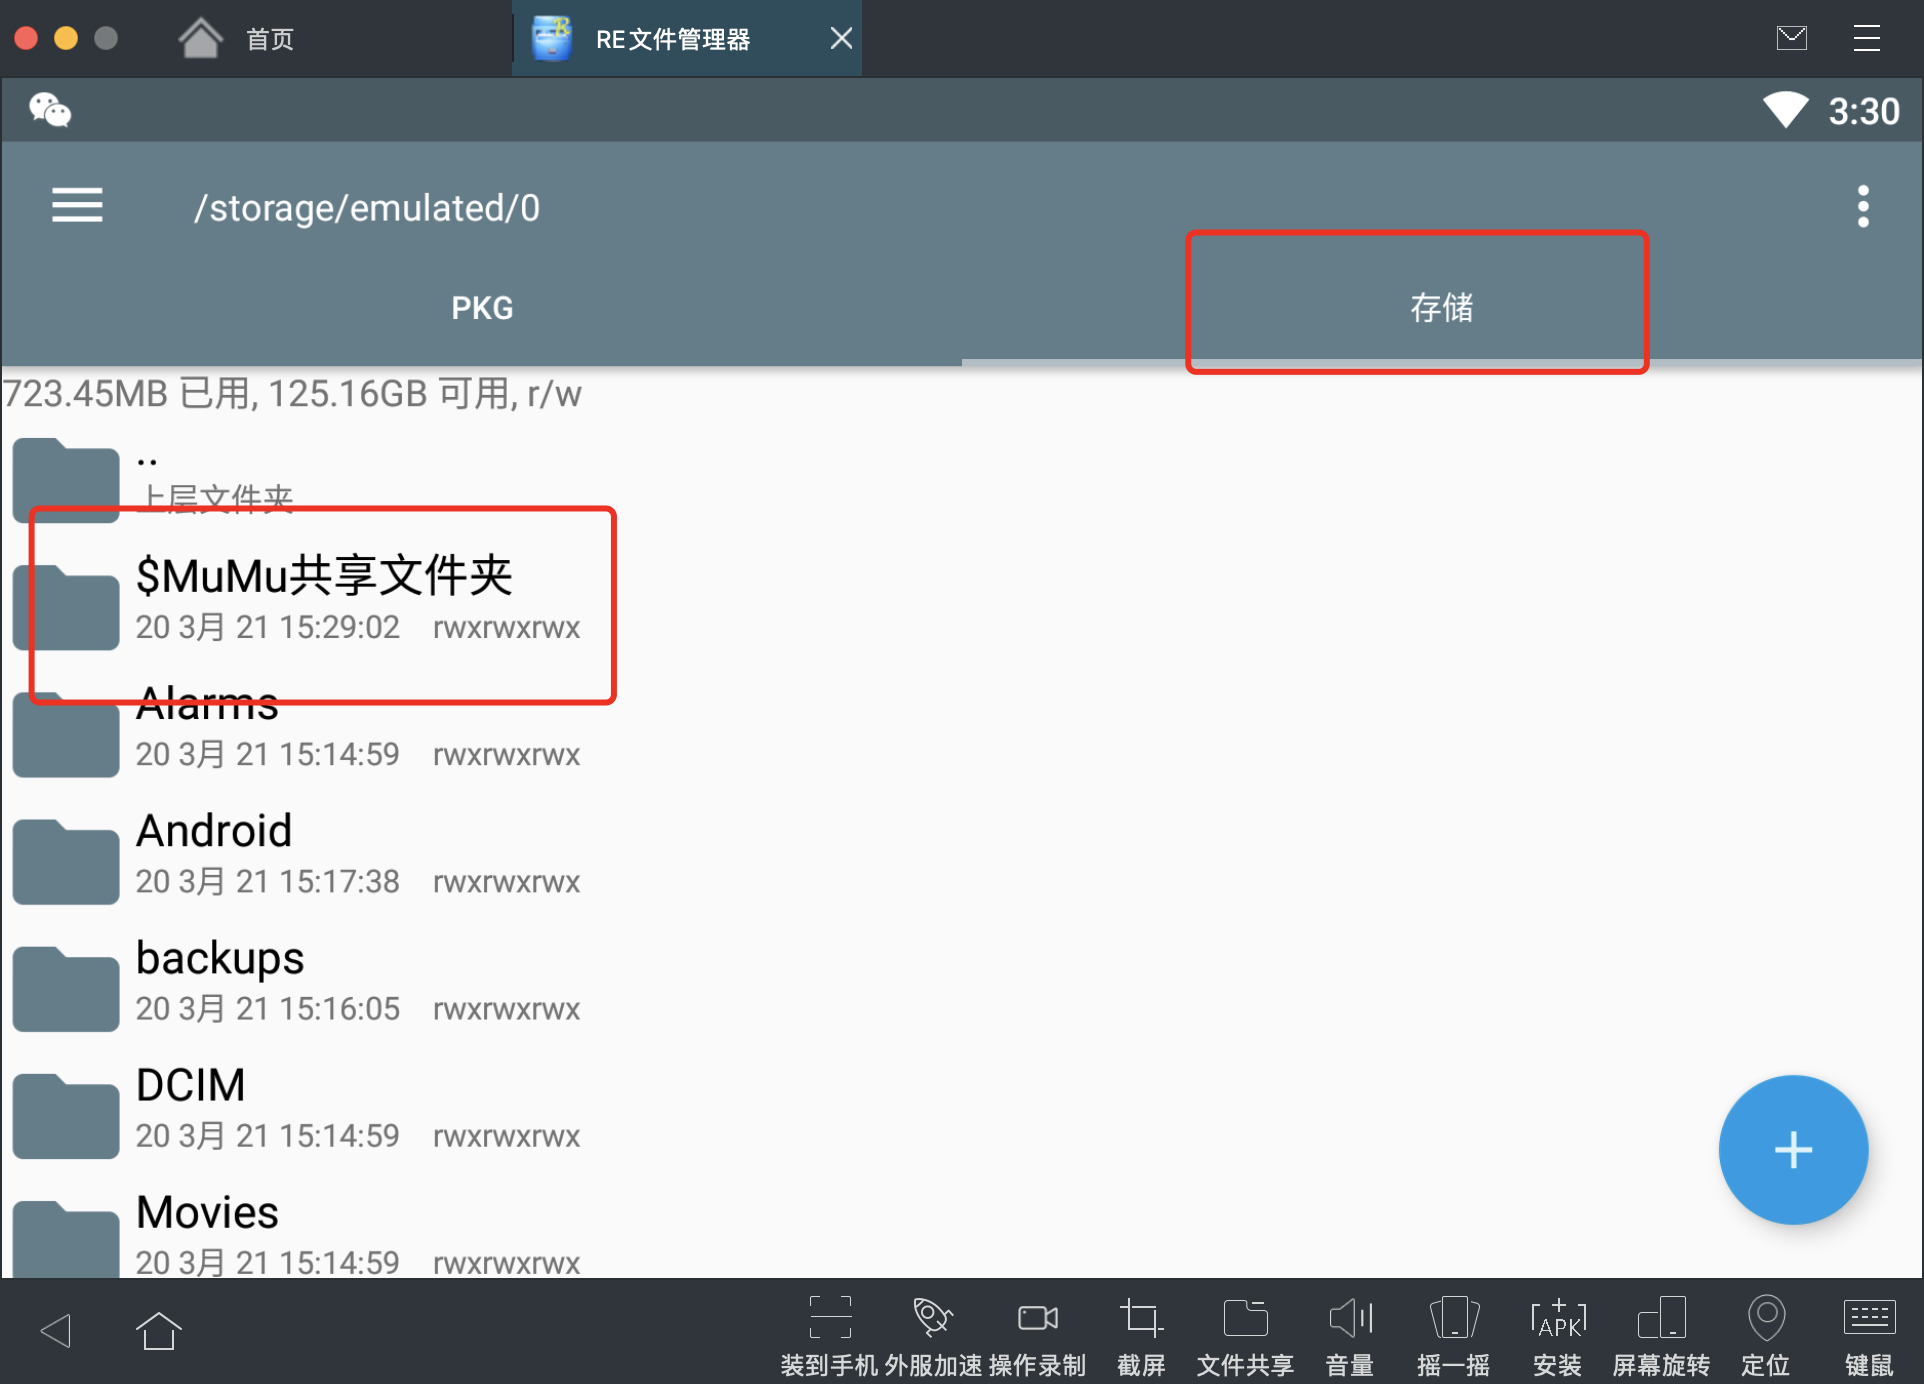 首页
RE文件管理器
3:30
/storage/emulated/0
PKG
存储
723.45MB 已用, 125.16GB 可用, r/w
..
上层文件夹
$MuMu共享文件夹
20 3月 21 15:29:02 rwxrwxrwx
Alarms
20 3月 21 15:14:59 rwxrwxrwx
Android
20 3月 21 15:17:38 rwxrwxrwx
backups
20 3月 21 15:16:05 rwxrwxrwx
DCIM
20 3月 21 15:14:59 rwxrwxrwx
Movies
20 3月 21 15:14:59 rwxrwxrwx
APK
装到手机 外服加速 操作录制 截屏 文件共享 音量 摇一摇 安装 屏幕旋转 定位 键鼠